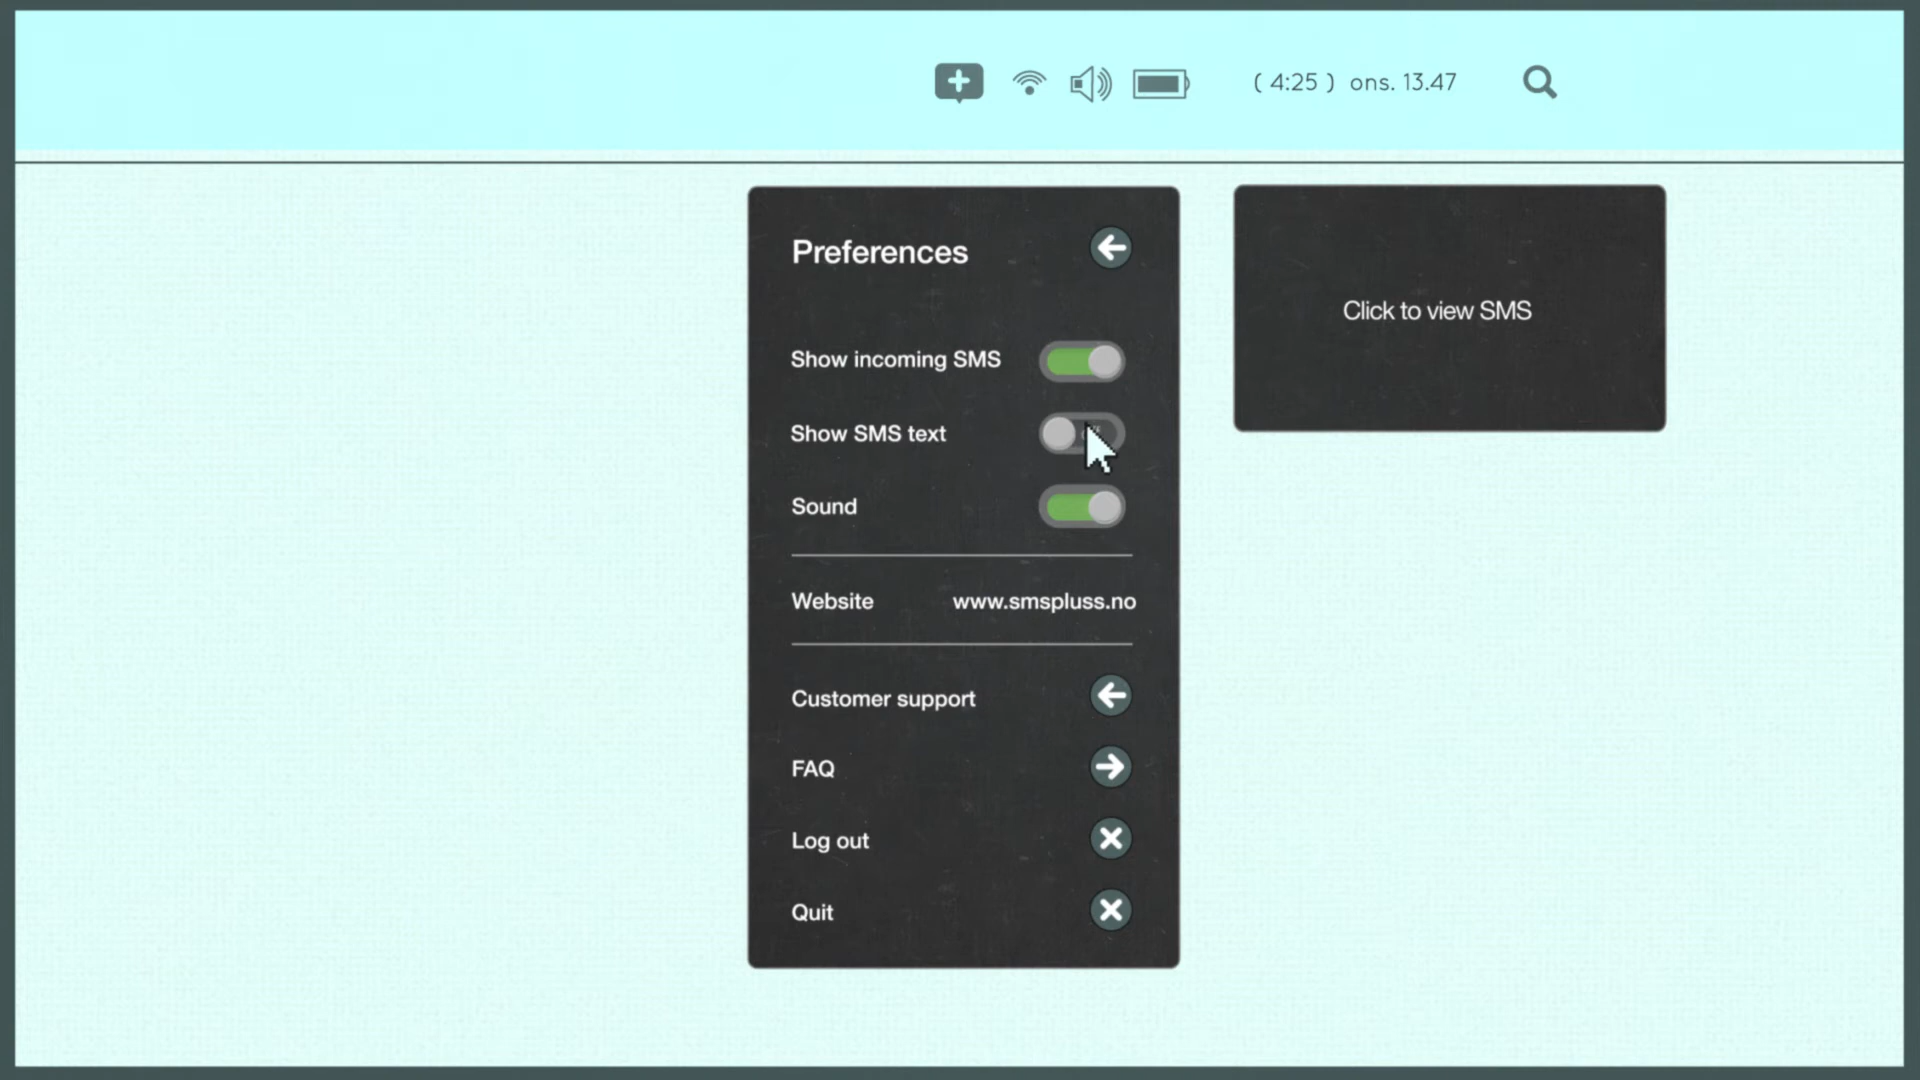 ( 4:25 ) ons. 13.47
Preferences
Show incoming SMS
Show SMS text
Sound
Website www.smspluss.no
Customer support
FAQ
Log out
Quit
Click to view SMS